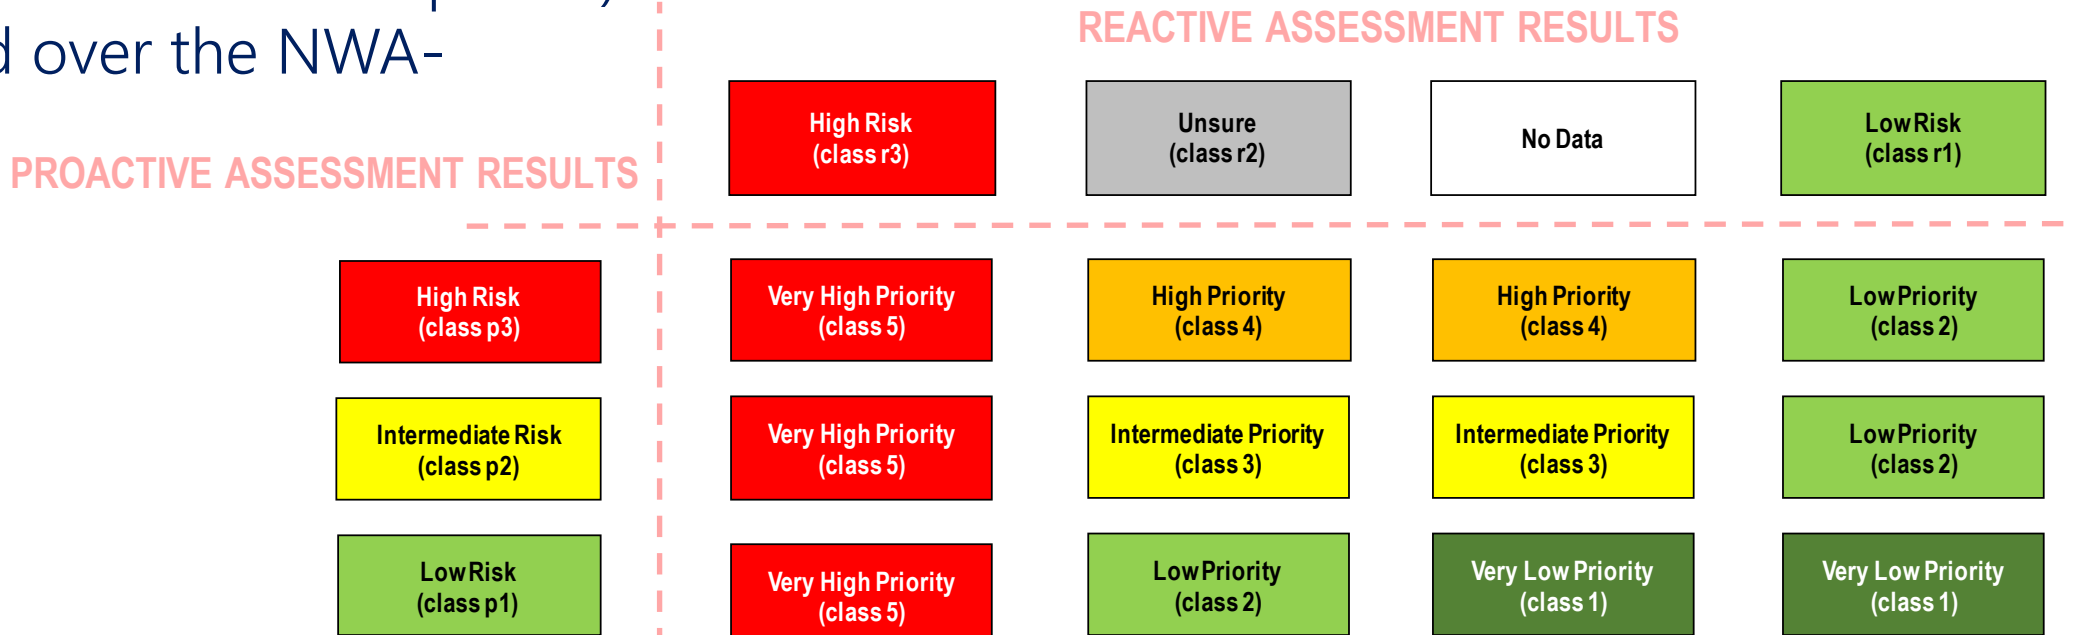 d over the NWA-
REACTIVE ASSESSMENT RESULTS
PROACTIVE ASSESSMENT RESULTS
High Risk
(class r3)
Unsure
(class r2)
No Data
Low Risk
(class r1)
High Risk
(class p3)
Very High Priority
(class 5)
High Priority
(class 4)
High Priority
(class 4)
Low Priority
(class 2)
Intermediate Risk
(class p2)
Very High Priority
(class 5)
Intermediate Priority
(class 3)
Intermediate Priority
(class 3)
Low Priority
(class 2)
Low Risk
(class p1)
Very High Priority
(class 5)
Low Priority
(class 2)
Very Low Priority
(class 1)
Very Low Priority
(class 1)